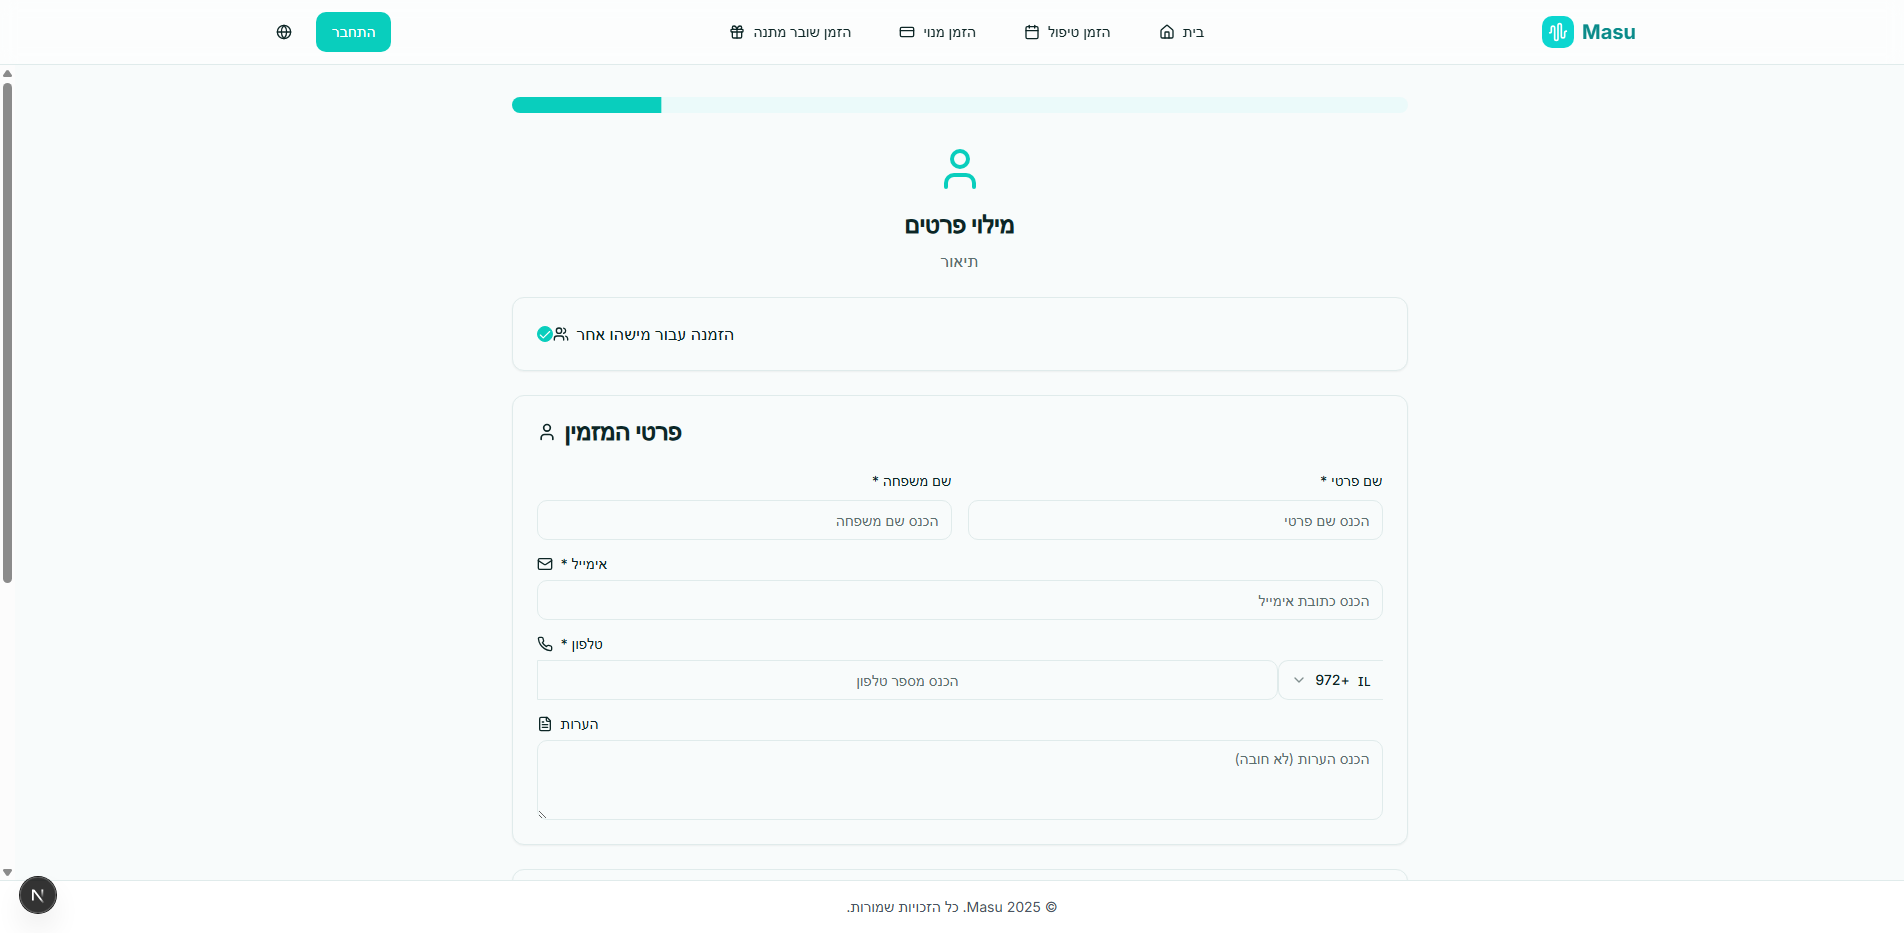 Masu
בית
הזמן טיפול
הזמן מנוי
הזמן שובר מתנה
התחבר
מילוי פרטים
תיאור
הזמנה עבור מישהו אחר
פרטי המזמין
שם פרטי *
שם משפחה *
הכנס שם פרטי
הכנס שם משפחה
אימייל *
הכנס כתובת אימייל
טלפון *
IL +972
הכנס מספר טלפון
הערות
הכנס הערות (לא חובה)
© 2025 Masu. כל הזכויות שמורות.
N